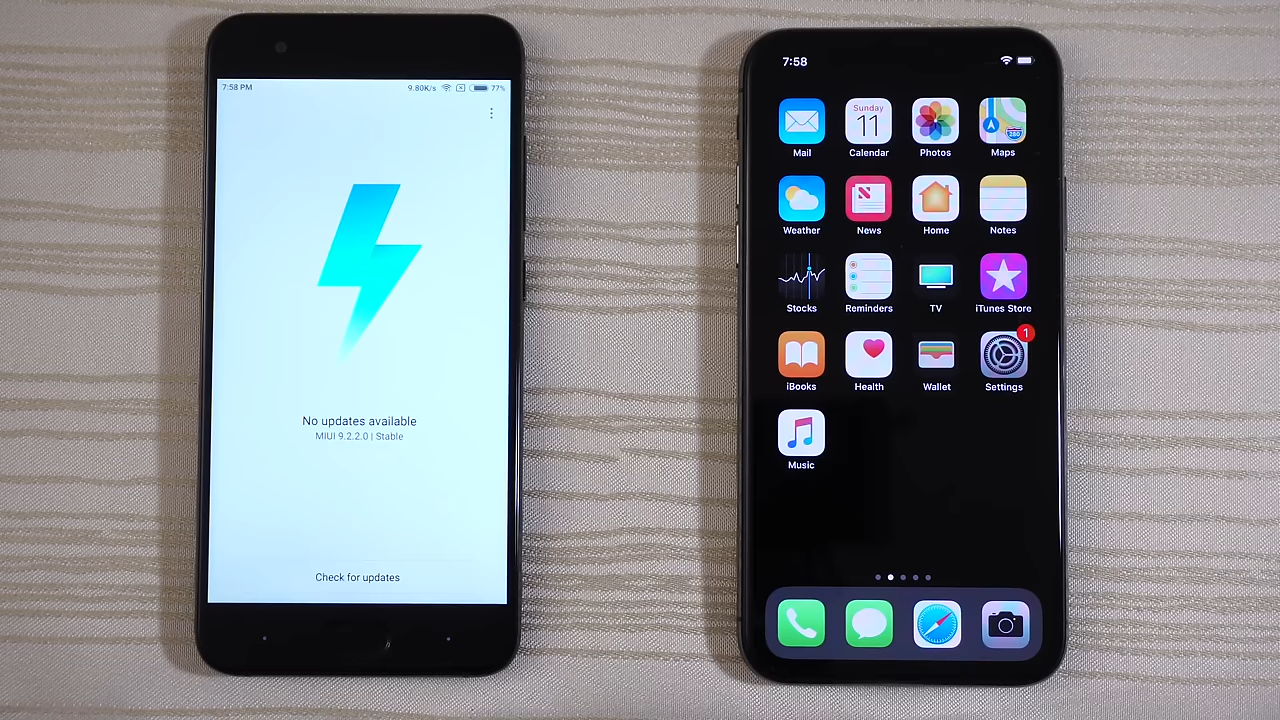 7:58 PM
9.80K/s
77%
No updates available
MIUI 9.2.2.0 | Stable
Check for updates
7:58
Sunday
11
280
Mail
Calendar
Photos
Maps
Weather
News
Home
Notes
Stocks
Reminders
TV
iTunes Store
1
iBooks
Health
Wallet
Settings
Music